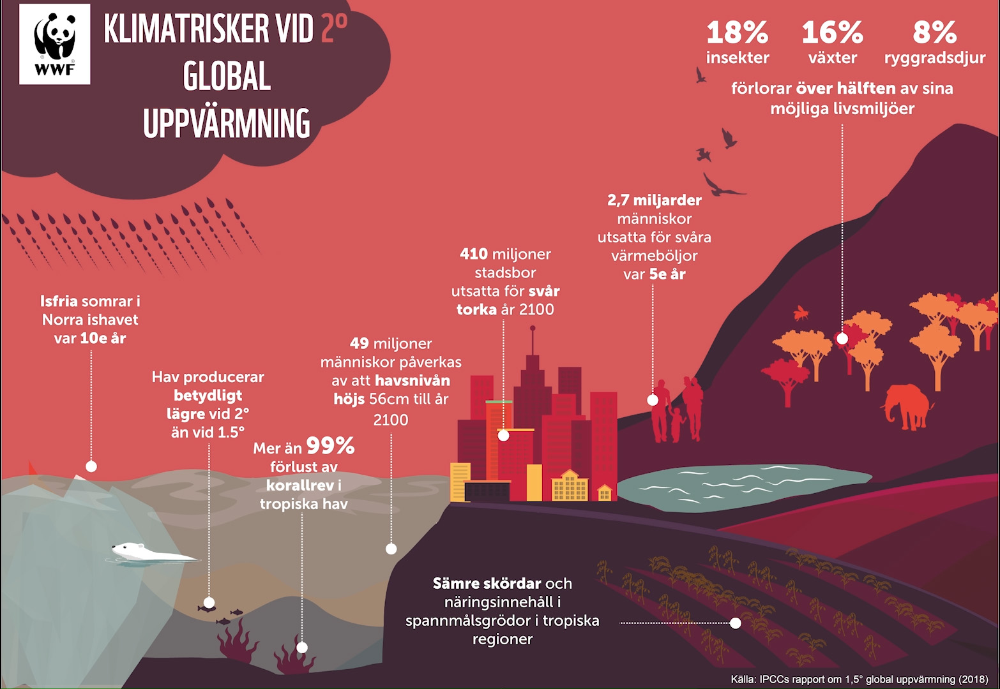 WWF
KLIMATRISKER VID 2°
GLOBAL
UPPVÄRMNING
18% 16% 8%
insekter växter ryggradsdjur
förlorar över hälften av sina
möjliga livsmiljöer
2,7 miljarder
människor
utsatta för svåra
värmeböljor
var 5e år
410 miljoner
stadsbor
utsatta för svår
torka år 2100
Isfria somrar i
Norra ishavet
var 10e år
49 miljoner
människor påverkas
av att havsnivån
höjs 56cm till år
2100
Hav producerar
betydligt
lägre vid 2°
än vid 1.5°
Mer än 99%
förlust av
korallrev i
tropiska hav
Sämre skördar och
näringsinnehåll i
spannmålsgrödor i tropiska
regioner
Källa: IPCCs rapport om 1,5° global uppvärmning (2018)